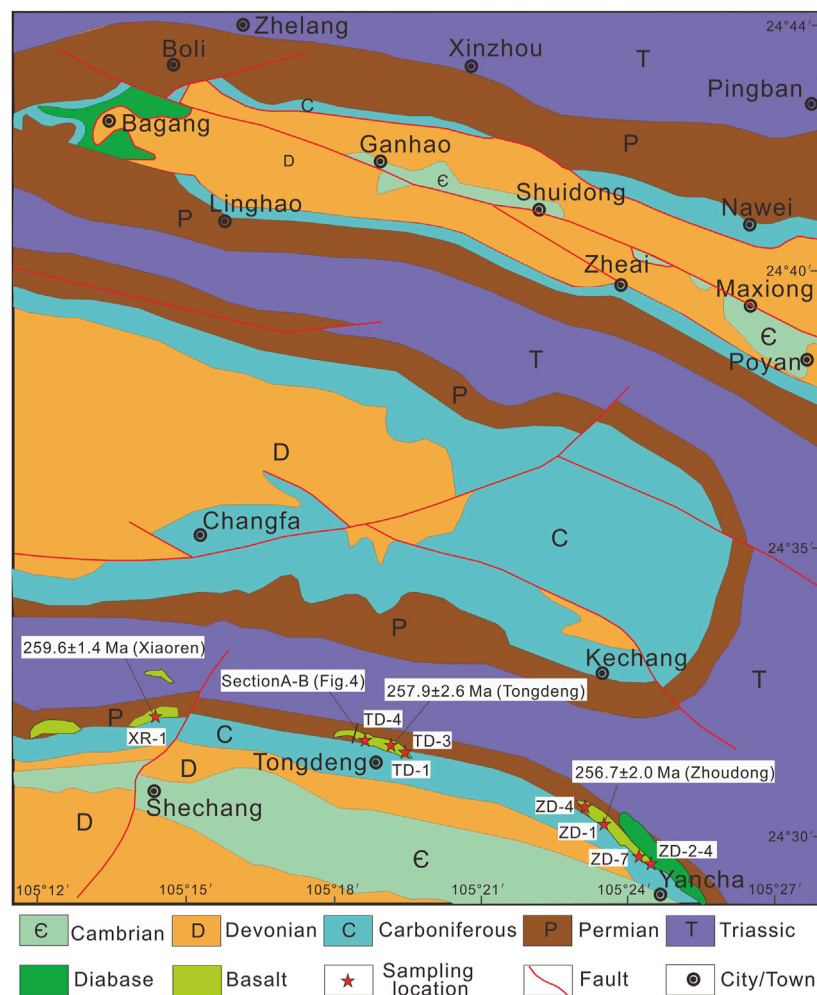 Zhelang
24°44′
Boli
Xinzhou
T
Pingban
C
Bagang
Ganhao
P
D
Є
Shuidong
Linghao
P
Nawei
Zheai
24°40′
Maxiong
Є
Poyan
T
P
D
Changfa
C
24°35′
P
259.6±1.4 Ma (Xiaoren)
Kechang
SectionA-B (Fig.4)
257.9±2.6 Ma (Tongdeng)
T
P
TD-4
XR-1
C
TD-3
Tongdeng
TD-1
D
256.7±2.0 Ma (Zhoudong)
Shechang
ZD-4
D
ZD-1
24°30′
ZD-7
ZD-2-4
Є
Yancha
105°12′ 105°15′ 105°18′ 105°21′ 105°24′ 105°27′
Є Cambrian D Devonian C Carboniferous P Permian T Triassic
Diabase Basalt Sampling location Fault City/Town